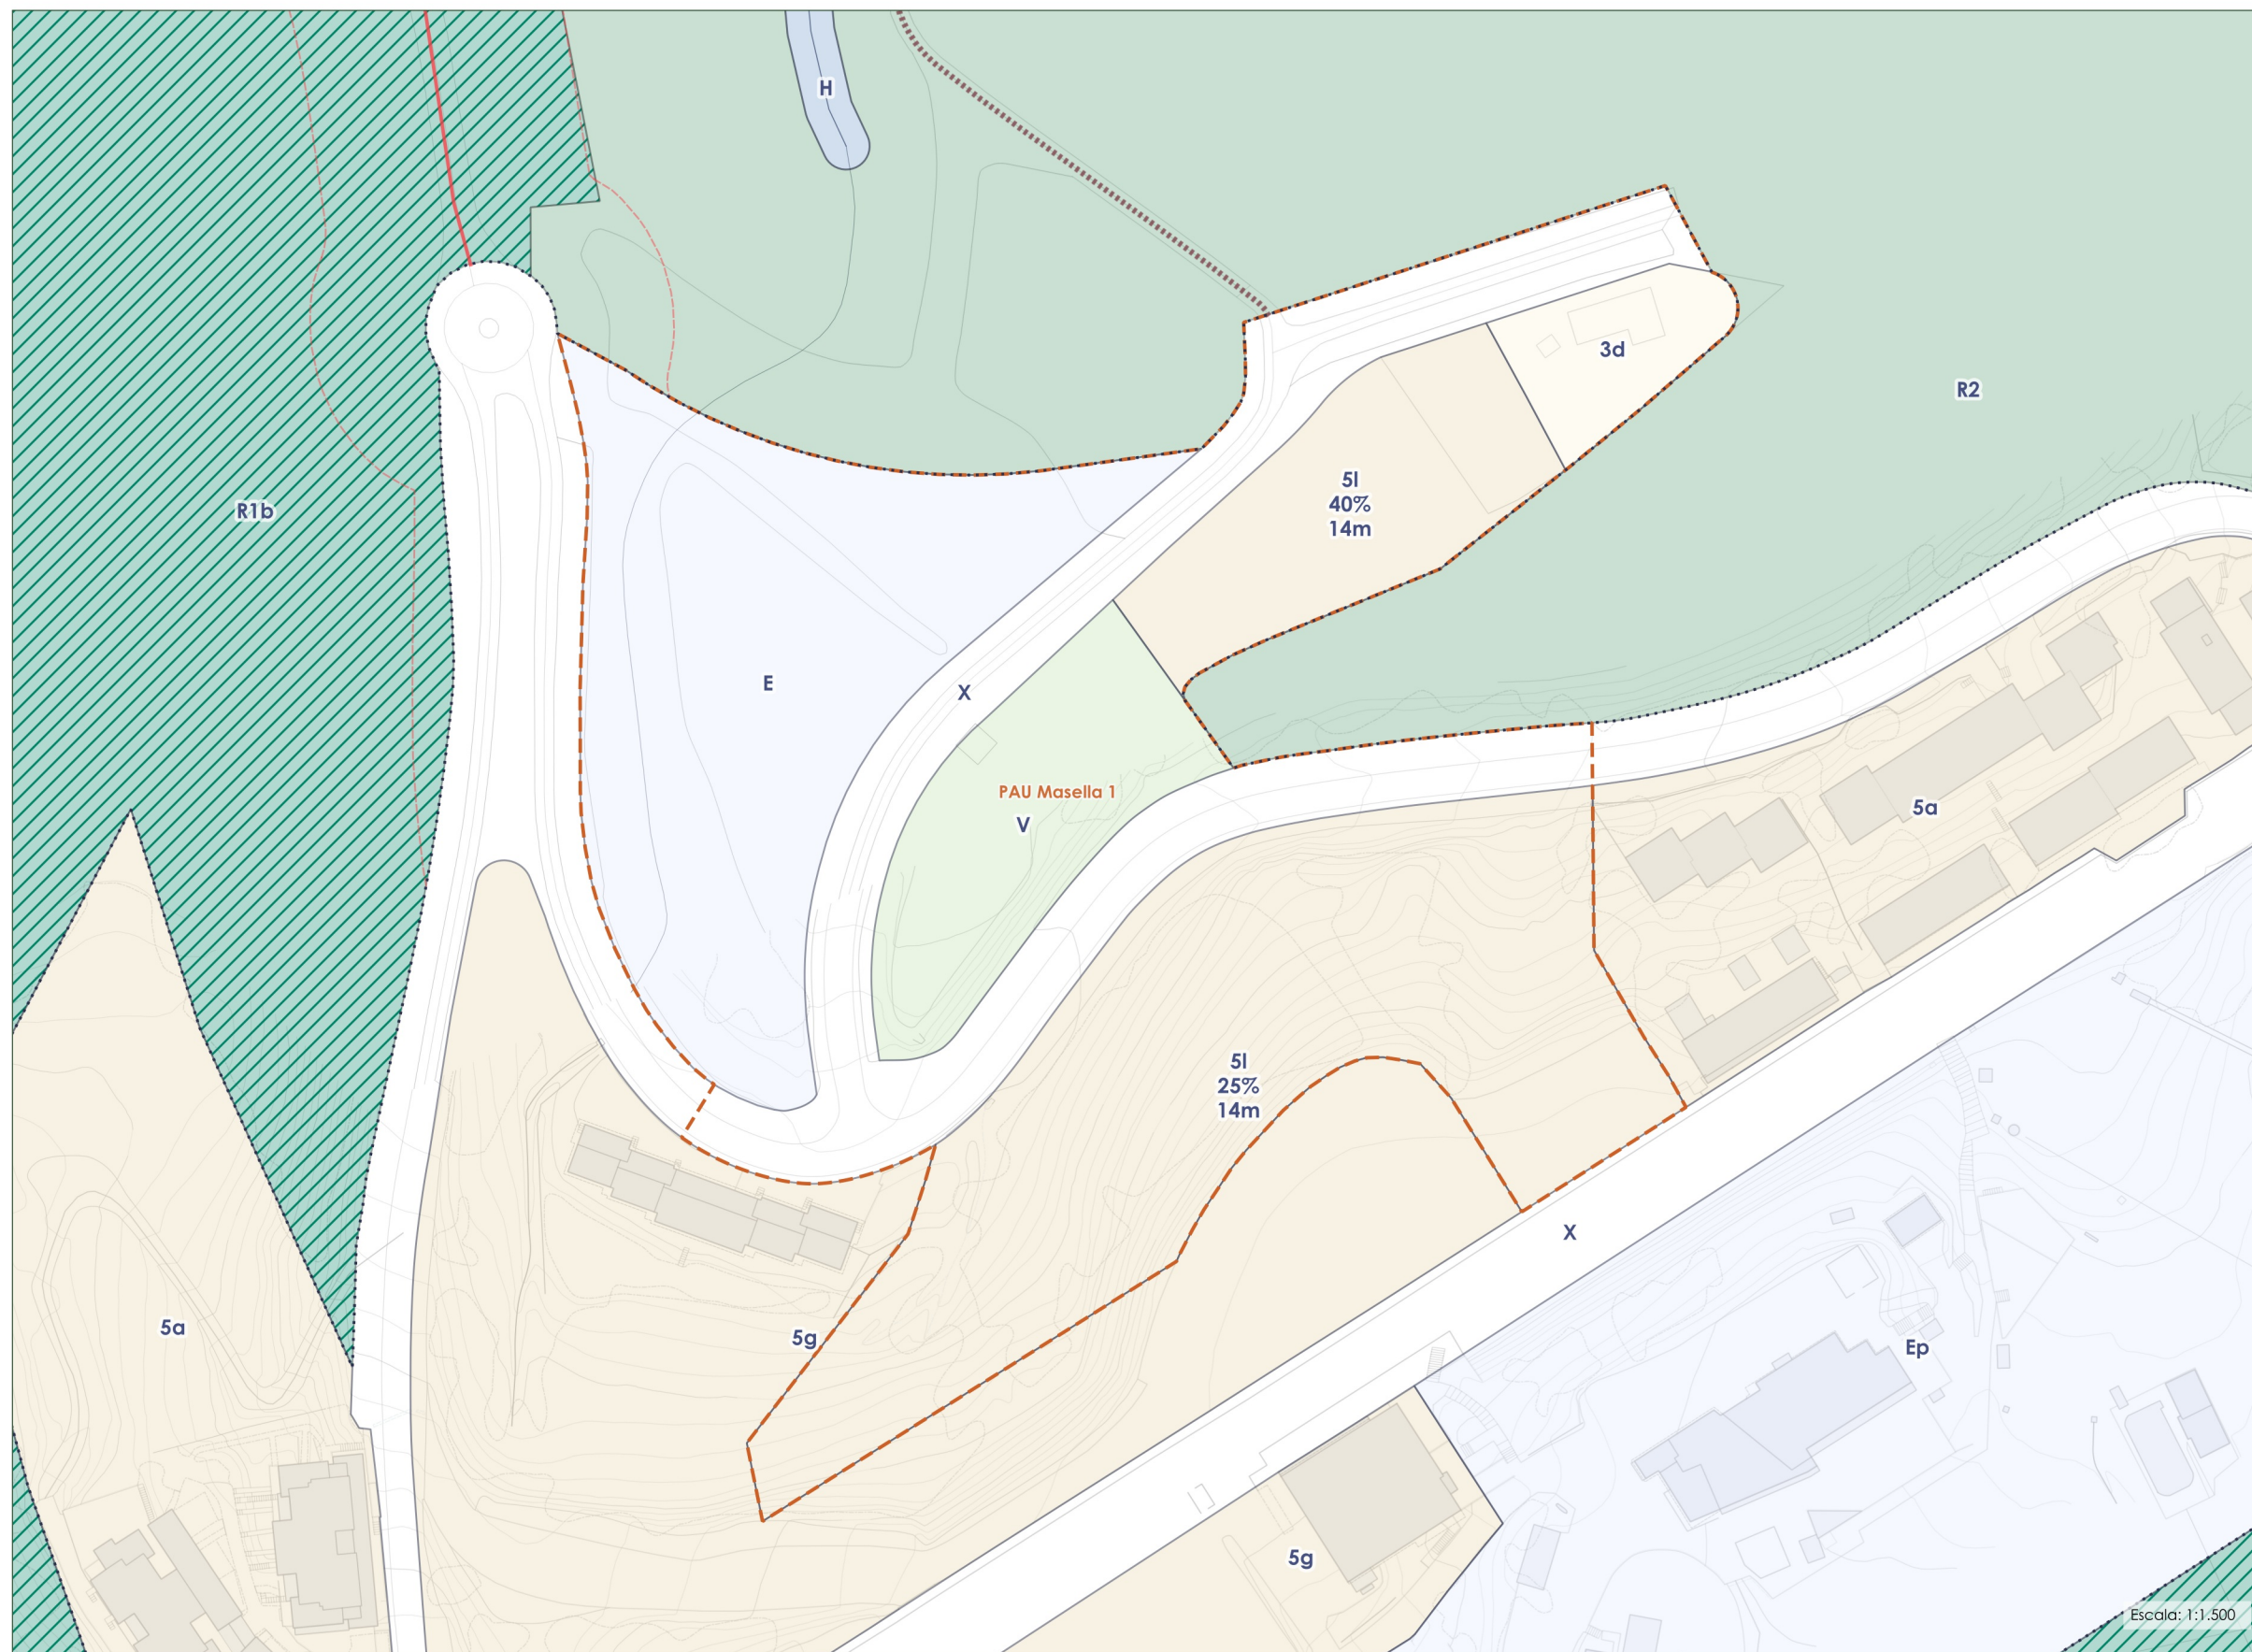 H
3d
R2
5l
40%
14m
R1b
E
X
PAU Masella 1
V
5a
5l
25%
14m
X
5a
5g
Ep
5g
Escala: 1:1.500